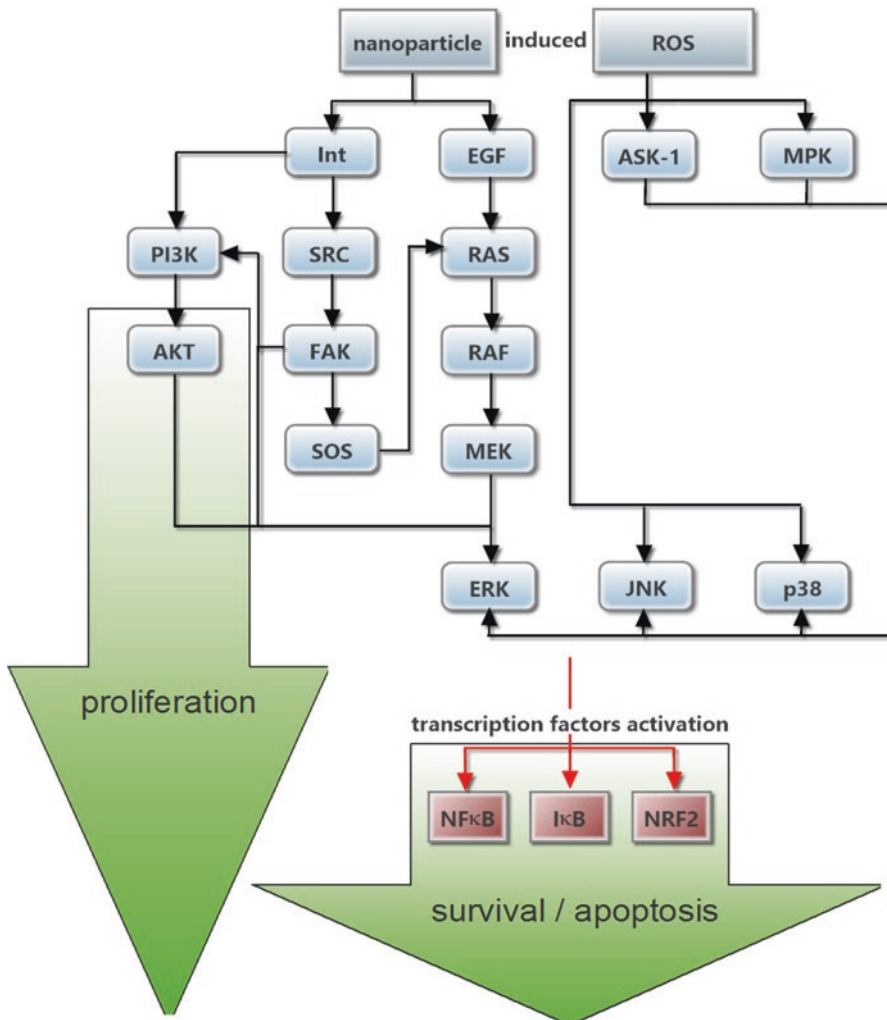 nanoparticle induced ROS
Int EGF ASK-1 MPK
PI3K SRC RAS
AKT FAK RAF
SOS MEK
ERK JNK p38
proliferation
transcription factors activation
NFκB IκB NRF2
survival / apoptosis